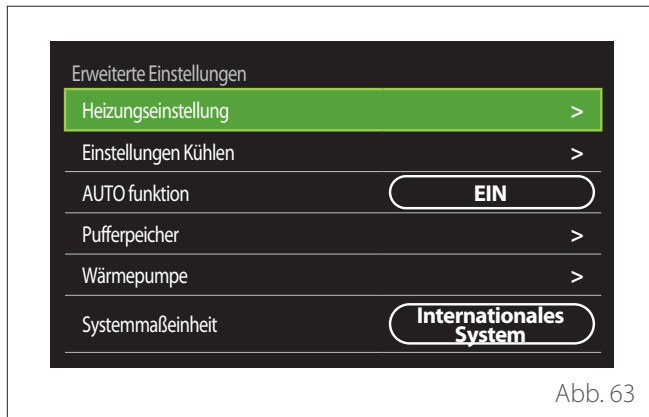 Erweiterte Einstellungen
Heizungseinstellung >
Einstellungen Kühlen >
AUTO funktion EIN
Pufferpeicher >
Wärmepumpe >
Systemmaßeinheit Internationales
System
Abb. 63